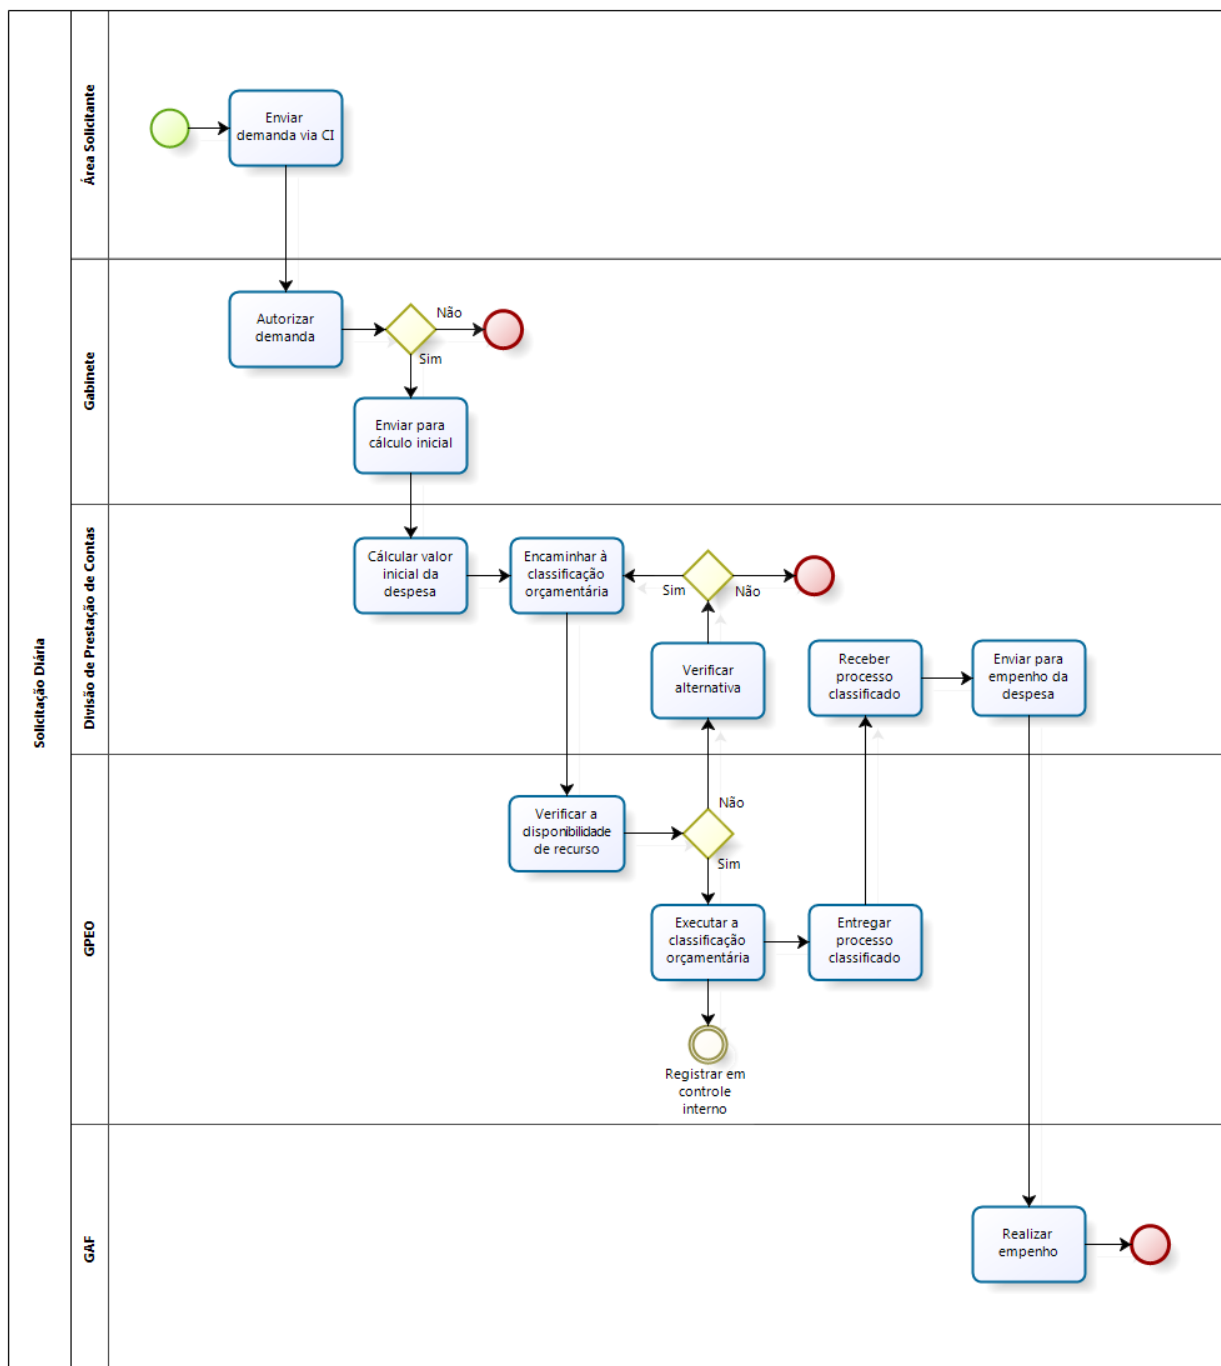 Solicitação Diária
Área Solicitante
Enviar
demanda via CI
Gabinete
Autorizar
demanda
Não
Sim
Enviar para
cálculo inicial
Divisão de Prestação de Contas
Cálcular valor
inicial da
despesa
Encaminhar à
classificação
orçamentária
Sim
Não
Verificar
alternativa
Receber
processo
classificado
Enviar para
empenho da
despesa
GPEO
Verificar a
disponibilidade
de recurso
Não
Sim
Executar a
classificação
orçamentária
Entregar
processo
classificado
Registrar em
controle
interno
GAF
Realizar
empenho